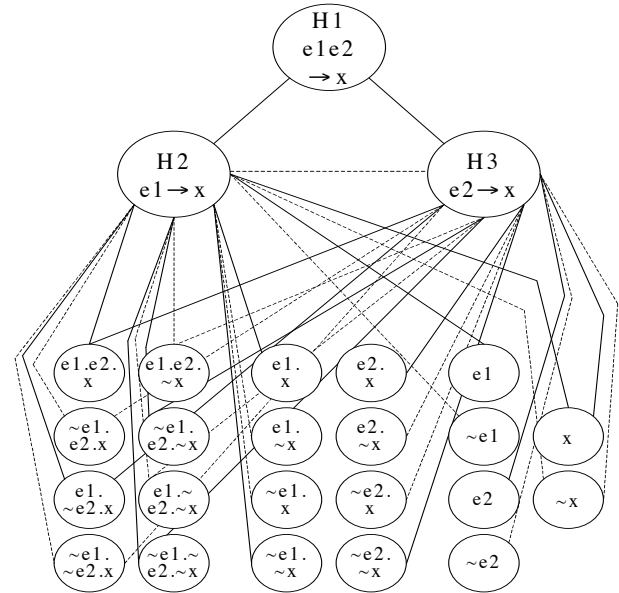 H1
e1e2
→ x
H2
e1→ x
H3
e2→ x
e1.e2.
x
e1.e2.
~x
e1.
x
e2.
x
e1
~e1.
e2.x
~e1.
e2.~x
e1.
~x
e2.
~x
~e1
x
e1.
~e2.x
e1.~
e2.~x
~e1.
x
~e2.
x
e2
~x
~e1.
~e2.x
~e1.~
e2.~x
~e1.
~x
~e2.
~x
~e2